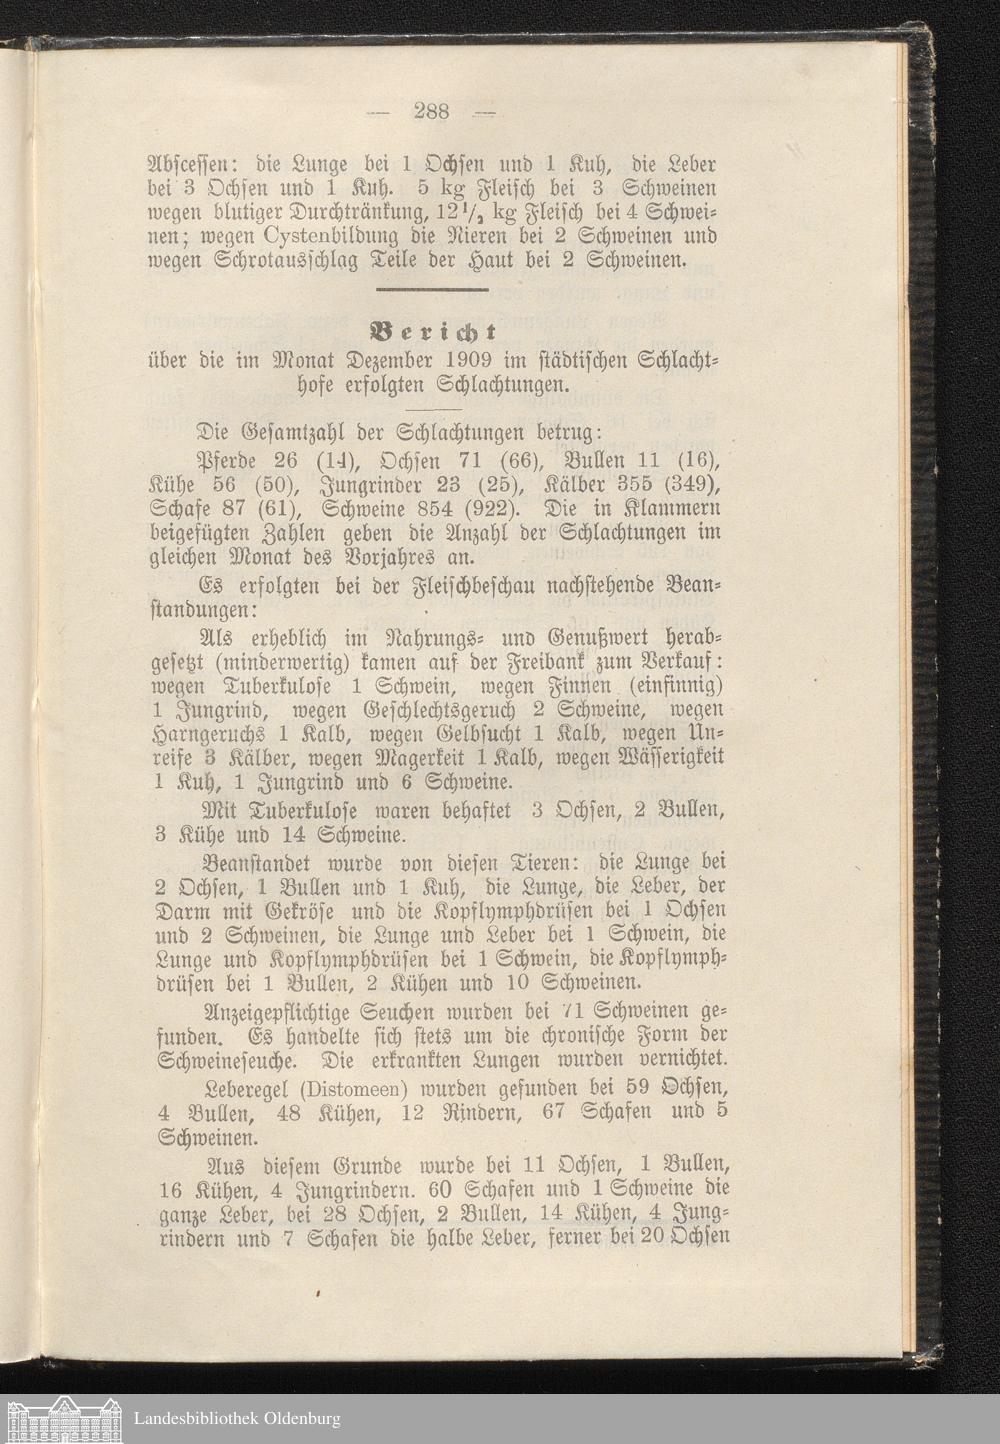 — 288 —
Abscessen: die Lunge bei 1 Ochsen und 1 Kuh, die Leber
bei 3 Ochsen und 1 Kuh. 5 kg Fleisch bei 3 Schweinen
wegen blutiger Durchtränkung, 12 1/2 kg Fleisch bei 4 Schwei-
nen; wegen Cystenbildung die Nieren bei 2 Schweinen und
wegen Schrotausschlag Teile der Haut bei 2 Schweinen.
Bericht
über die im Monat Dezember 1909 im städtischen Schlacht-
hofe erfolgten Schlachtungen.
Die Gesamtzahl der Schlachtungen betrug:
Pferde 26 (14), Ochsen 71 (66), Bullen 11 (16),
Kühe 56 (50), Jungrinder 23 (25), Kälber 355 (349),
Schafe 87 (61), Schweine 854 (922). Die in Klammern
beigefügten Zahlen geben die Anzahl der Schlachtungen im
gleichen Monat des Vorjahres an.
Es erfolgten bei der Fleischbeschau nachstehende Bean-
standungen:
Als erheblich im Nahrungs- und Genußwert herab-
gesetzt (minderwertig) kamen auf der Freibank zum Verkauf:
wegen Tuberkulose 1 Schwein, wegen Finnen (einfinnig)
1 Jungrind, wegen Geschlechtsgeruch 2 Schweine, wegen
Harngeruchs 1 Kalb, wegen Gelbsucht 1 Kalb, wegen Un-
reife 3 Kälber, wegen Magerkeit 1 Kalb, wegen Wässerigkeit
1 Kuh, 1 Jungrind und 6 Schweine.
Mit Tuberkulose waren behaftet 3 Ochsen, 2 Bullen,
3 Kühe und 14 Schweine.
Beanstandet wurde von diesen Tieren: die Lunge bei
2 Ochsen, 1 Bullen und 1 Kuh, die Lunge, die Leber, der
Darm mit Gekröse und die Kopflymphdrüsen bei 1 Ochsen
und 2 Schweinen, die Lunge und Leber bei 1 Schwein, die
Lunge und Kopflymphdrüsen bei 1 Schwein, die Kopflymph-
drüsen bei 1 Bullen, 2 Kühen und 10 Schweinen.
Anzeigepflichtige Seuchen wurden bei 71 Schweinen ge-
funden. Es handelte sich stets um die chronische Form der
Schweineseuche. Die erkrankten Lungen wurden vernichtet.
Leberegel (Distomeen) wurden gefunden bei 59 Ochsen,
4 Bullen, 48 Kühen, 12 Rindern, 67 Schafen und 5
Schweinen.
Aus diesem Grunde wurde bei 11 Ochsen, 1 Bullen,
16 Kühen, 4 Jungrindern. 60 Schafen und 1 Schweine die
ganze Leber, bei 28 Ochsen, 2 Bullen, 14 Kühen, 4 Jung-
rindern und 7 Schafen die halbe Leber, ferner bei 20 Ochsen
Landesbibliothek Oldenburg